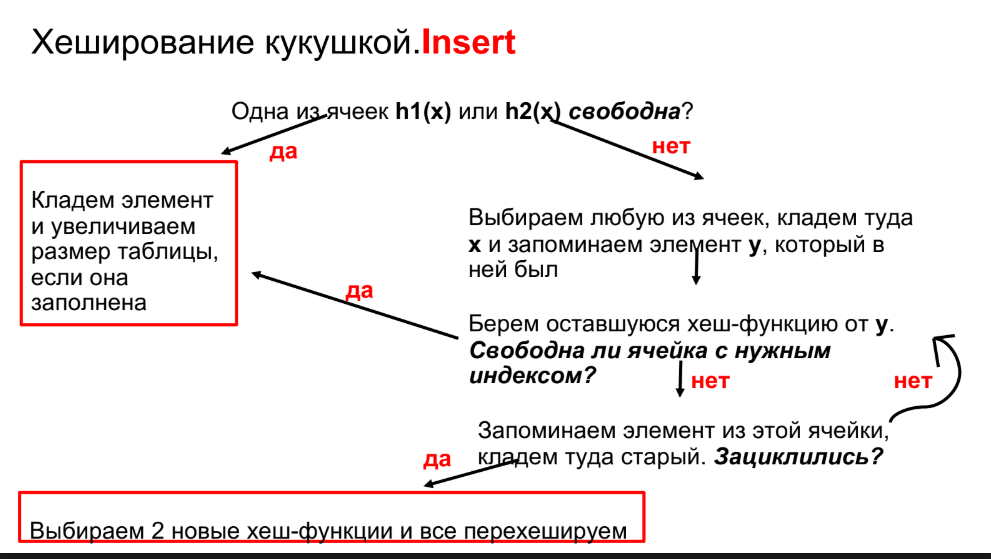 Хеширование кукушкой.Insert
Одна из ячеек h1(x) или h2(x) свободна?
да
нет
Кладем элемент
и увеличиваем
размер таблицы,
если она
заполнена
Выбираем любую из ячеек, кладем туда
x и запоминаем элемент y, который в
ней был
да
Берем оставшуюся хеш-функцию от y.
Свободна ли ячейка с нужным
индексом?
нет
нет
Запоминаем элемент из этой ячейки,
кладем туда старый. Зациклились?
да
Выбираем 2 новые хеш-функции и все перехешируем